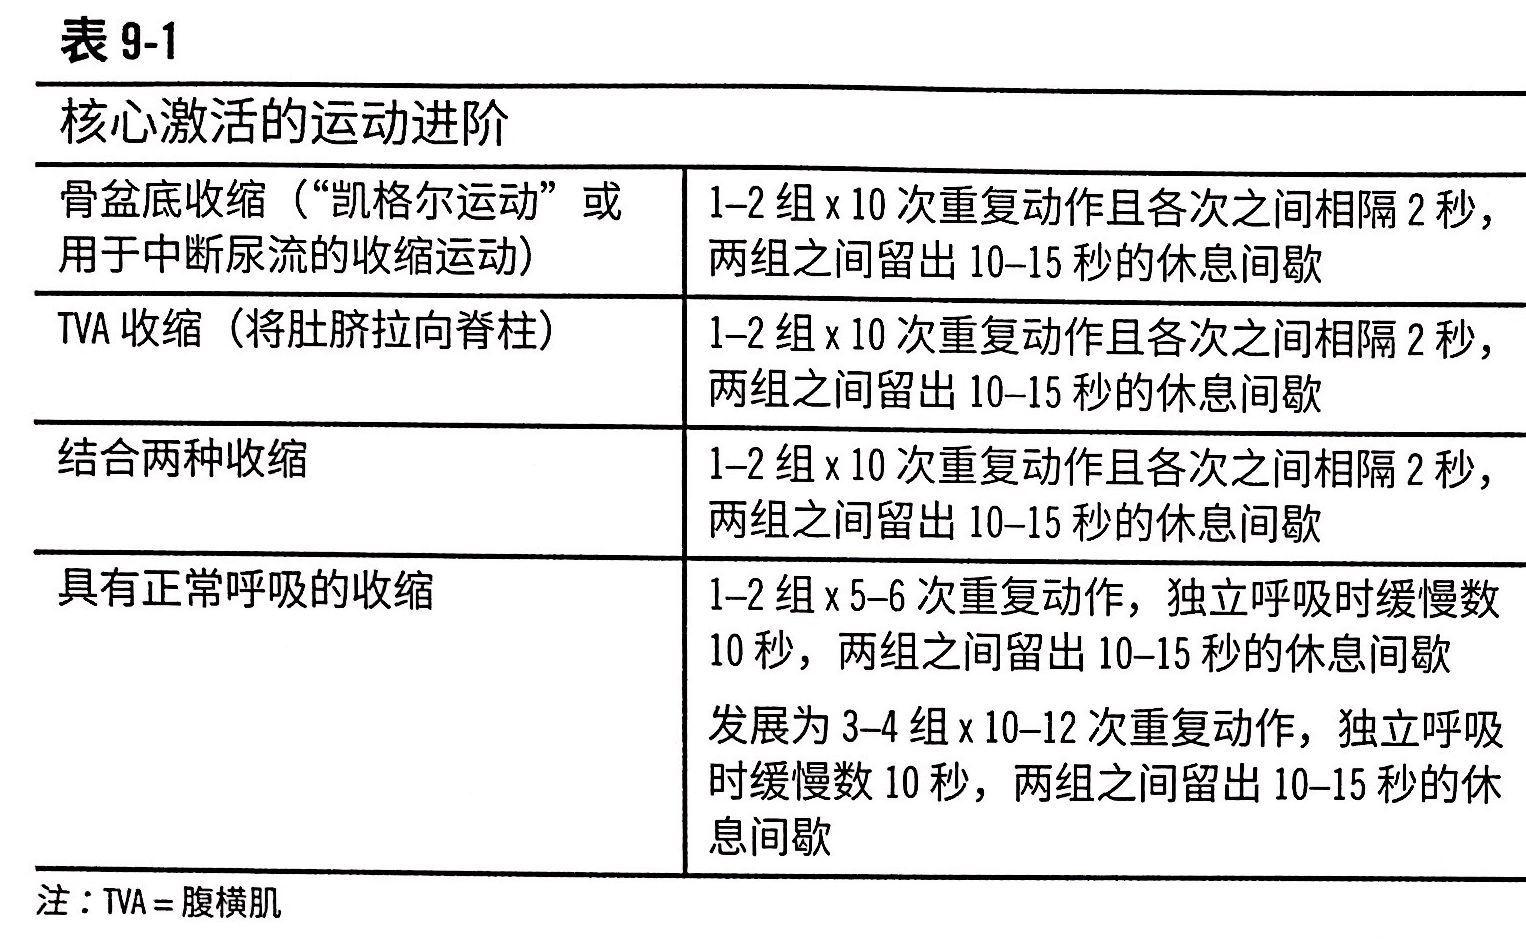 表 9-1
核心激活的运动进阶
骨盆底收缩（“凯格尔运动”或
用于中断尿流的收缩运动）
1–2 组 x 10 次重复动作且各次之间相隔 2 秒，
两组之间留出 10–15 秒的休息间歇
TVA 收缩（将肚脐拉向脊柱）
1–2 组 x 10 次重复动作且各次之间相隔 2 秒，
两组之间留出 10–15 秒的休息间歇
结合两种收缩
1–2 组 x 10 次重复动作且各次之间相隔 2 秒，
两组之间留出 10–15 秒的休息间歇
具有正常呼吸的收缩
1–2 组 x 5–6 次重复动作，独立呼吸时缓慢数
10 秒，两组之间留出 10–15 秒的休息间歇
发展为 3–4 组 x 10–12 次重复动作，独立呼吸
时缓慢数 10 秒，两组之间留出 10–15 秒的休
息间歇
注：TVA = 腹横肌